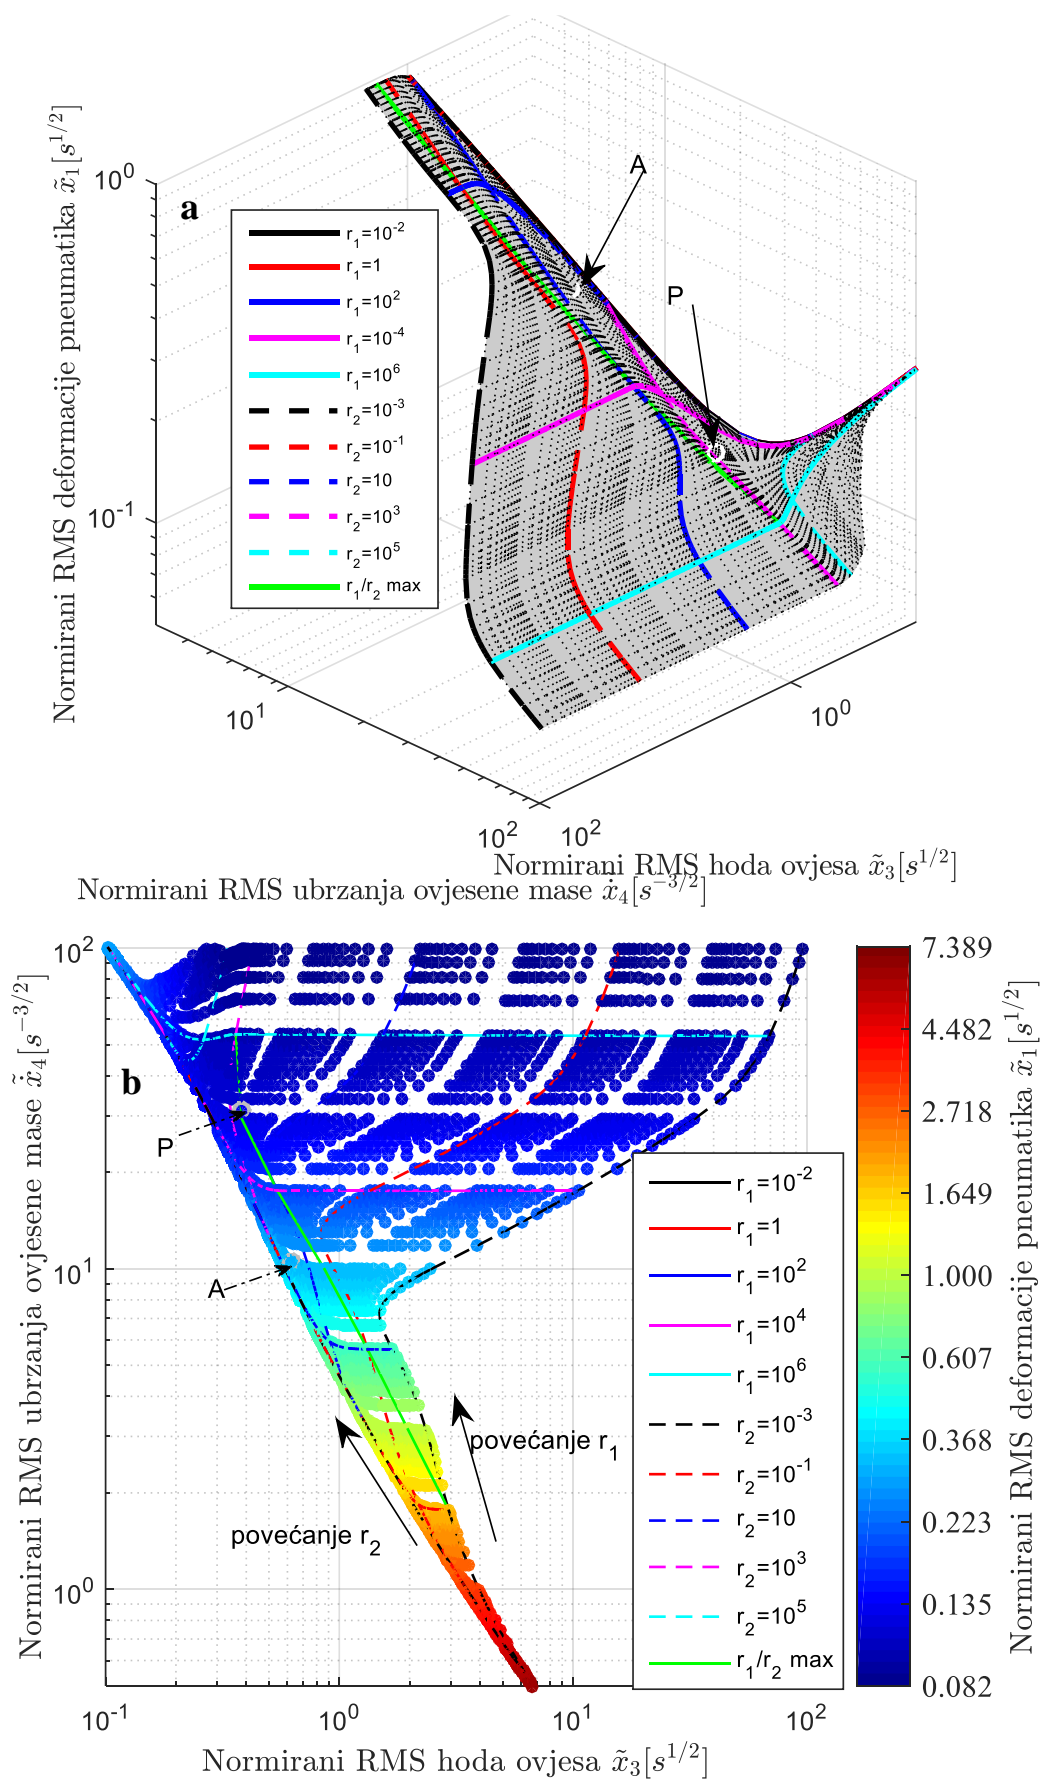 Normirani RMS deformacije pneumatika x̃₁[s^{1/2}]
10⁰
10⁻¹
a
A
P
r₁=10⁻²
r₁=1
r₁=10²
r₁=10⁻⁴
r₁=10⁶
r₂=10⁻³
r₂=10⁻¹
r₂=10
r₂=10³
r₂=10⁵
r₁/r₂ max
10¹
10⁰
10² 10²
Normirani RMS hoda ovjesa x̃₃[s^{1/2}]
Normirani RMS ubrzanja ovjesene mase ẋ̃₄[s^{−3/2}]
Normirani RMS ubrzanja ovjesene mase ẋ̃₄[s^{−3/2}]
10²
10¹
10⁰
b
P
A
povećanje r₁
povećanje r₂
r₁=10⁻²
r₁=1
r₁=10²
r₁=10⁴
r₁=10⁶
r₂=10⁻³
r₂=10⁻¹
r₂=10
r₂=10³
r₂=10⁵
r₁/r₂ max
10⁻¹ 10⁰ 10¹ 10²
Normirani RMS hoda ovjesa x̃₃[s^{1/2}]
7.389
4.482
2.718
1.649
1.000
0.607
0.368
0.223
0.135
0.082
Normirani RMS deformacije pneumatika x̃₁[s^{1/2}]